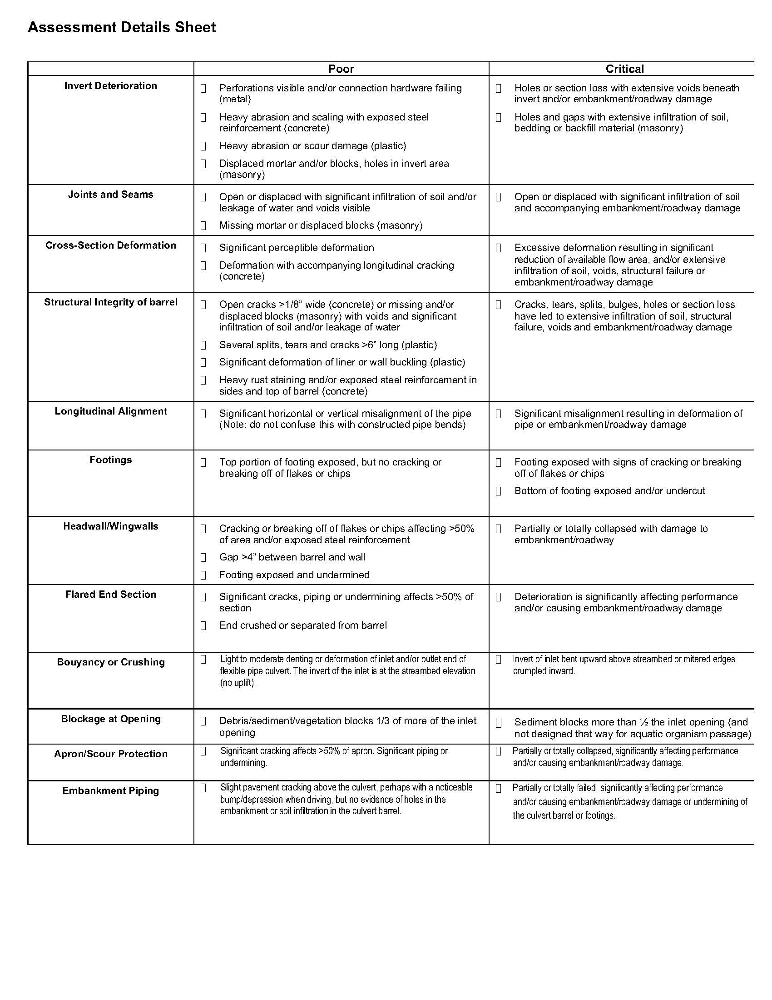 Assessment Details Sheet
Poor
Critical
Invert Deterioration
Perforations visible and/or connection hardware failing
(metal)
Heavy abrasion and scaling with exposed steel
reinforcement (concrete)
Heavy abrasion or scour damage (plastic)
Displaced mortar and/or blocks, holes in invert area
(masonry)
Holes or section loss with extensive voids beneath
invert and/or embankment/roadway damage
Holes and gaps with extensive infiltration of soil,
bedding or backfill material (masonry)
Joints and Seams
Open or displaced with significant infiltration of soil and/or
leakage of water and voids visible
Missing mortar or displaced blocks (masonry)
Open or displaced with significant infiltration of soil
and accompanying embankment/roadway damage
Cross-Section Deformation
Significant perceptible deformation
Deformation with accompanying longitudinal cracking
(concrete)
Excessive deformation resulting in significant
reduction of available flow area, and/or extensive
infiltration of soil, voids, structural failure or
embankment/roadway damage
Structural Integrity of barrel
Open cracks >1/8” wide (concrete) or missing and/or
displaced blocks (masonry) with voids and significant
infiltration of soil and/or leakage of water
Several splits, tears and cracks >6” long (plastic)
Significant deformation of liner or wall buckling (plastic)
Heavy rust staining and/or exposed steel reinforcement in
sides and top of barrel (concrete)
Cracks, tears, splits, bulges, holes or section loss
have led to extensive infiltration of soil, structural
failure, voids and embankment/roadway damage
Longitudinal Alignment
Significant horizontal or vertical misalignment of the pipe
(Note: do not confuse this with constructed pipe bends)
Significant misalignment resulting in deformation of
pipe or embankment/roadway damage
Footings
Top portion of footing exposed, but no cracking or
breaking off of flakes or chips
Footing exposed with signs of cracking or breaking
off of flakes or chips
Bottom of footing exposed and/or undercut
Headwall/Wingwalls
Cracking or breaking off of flakes or chips affecting >50%
of area and/or exposed steel reinforcement
Gap >4” between barrel and wall
Footing exposed and undermined
Partially or totally collapsed with damage to
embankment/roadway
Flared End Section
Significant cracks, piping or undermining affects >50% of
section
End crushed or separated from barrel
Deterioration is significantly affecting performance
and/or causing embankment/roadway damage
Bouyancy or Crushing
Light to moderate denting or deformation of inlet and/or outlet end of
flexible pipe culvert. The invert of the inlet is at the streambed elevation
(no uplift).
Invert of inlet bent upward above streambed or mitered edges
crumpled inward.
Blockage at Opening
Debris/sediment/vegetation blocks 1/3 of more of the inlet
opening
Sediment blocks more than ½ the inlet opening (and
not designed that way for aquatic organism passage)
Apron/Scour Protection
Significant cracking affects >50% of apron. Significant piping or
undermining.
Partially or totally collapsed, significantly affecting performance
and/or causing embankment/roadway damage.
Embankment Piping
Slight pavement cracking above the culvert, perhaps with a noticeable
bump/depression when driving, but no evidence of holes in the
embankment or soil infiltration in the culvert barrel.
Partially or totally failed, significantly affecting performance
and/or causing embankment/roadway damage or undermining of
the culvert barrel or footings.